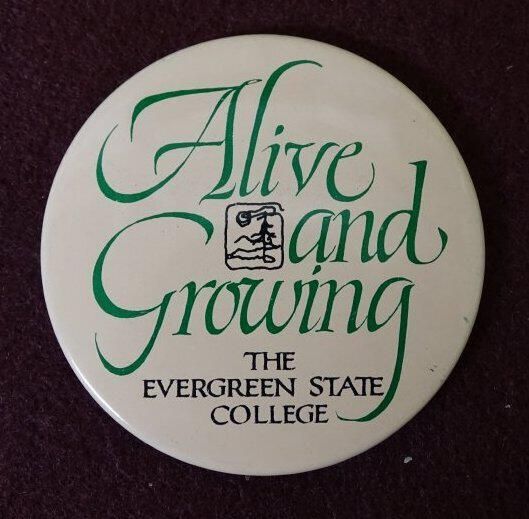 Alive
and
Growing
THE
EVERGREEN STATE
COLLEGE